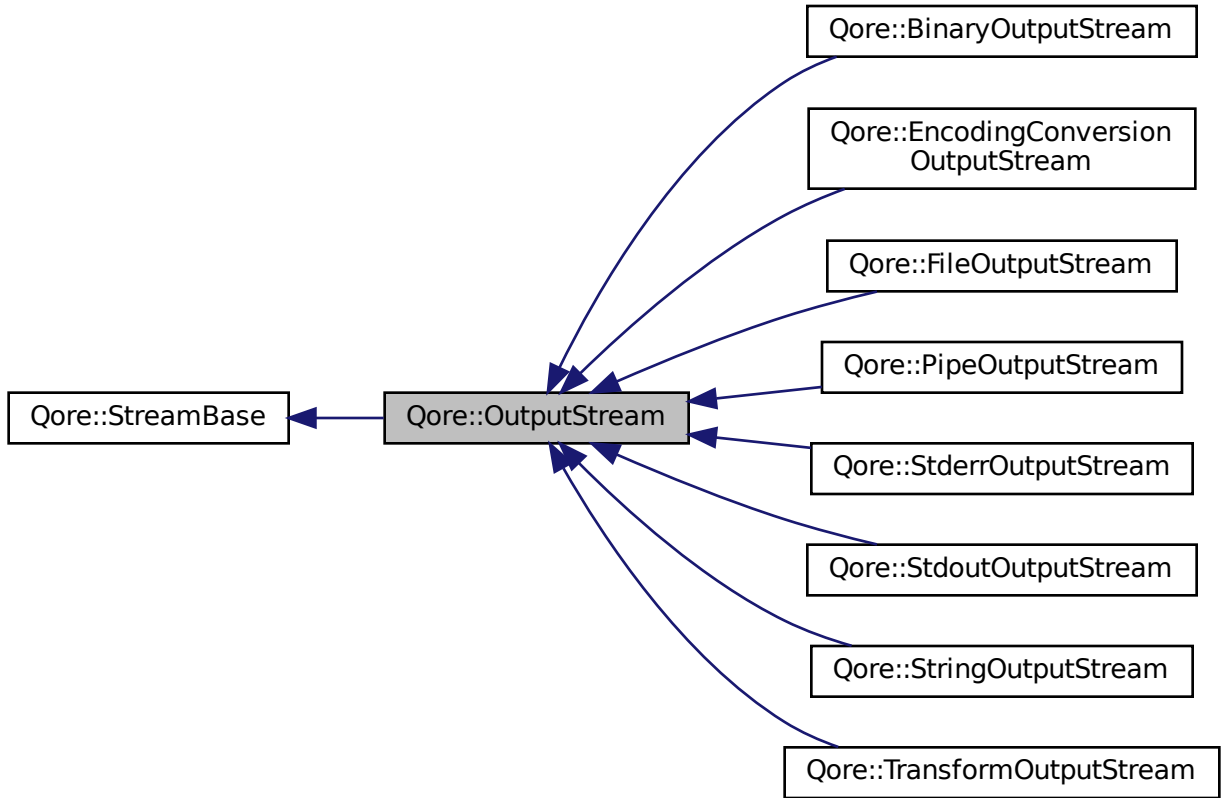 Qore::StreamBase
Qore::OutputStream
Qore::BinaryOutputStream
Qore::EncodingConversion
OutputStream
Qore::FileOutputStream
Qore::PipeOutputStream
Qore::StderrOutputStream
Qore::StdoutOutputStream
Qore::StringOutputStream
Qore::TransformOutputStream